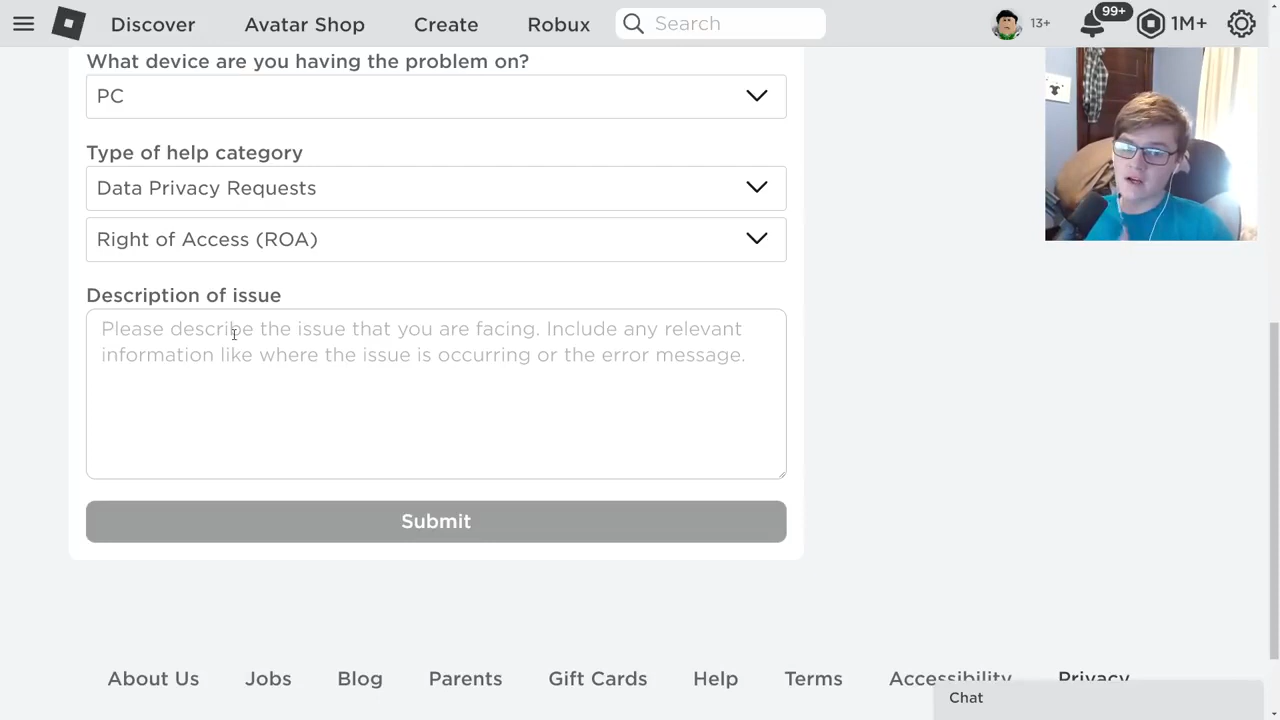 Discover
Avatar Shop
Create
Robux
Search
13+
99+
1M+
What device are you having the problem on?
PC
Type of help category
Data Privacy Requests
Right of Access (ROA)
Description of issue
Please describe the issue that you are facing. Include any relevant
information like where the issue is occurring or the error message.
Submit
About Us
Jobs
Blog
Parents
Gift Cards
Help
Terms
Accessibility
Privacy
Chat